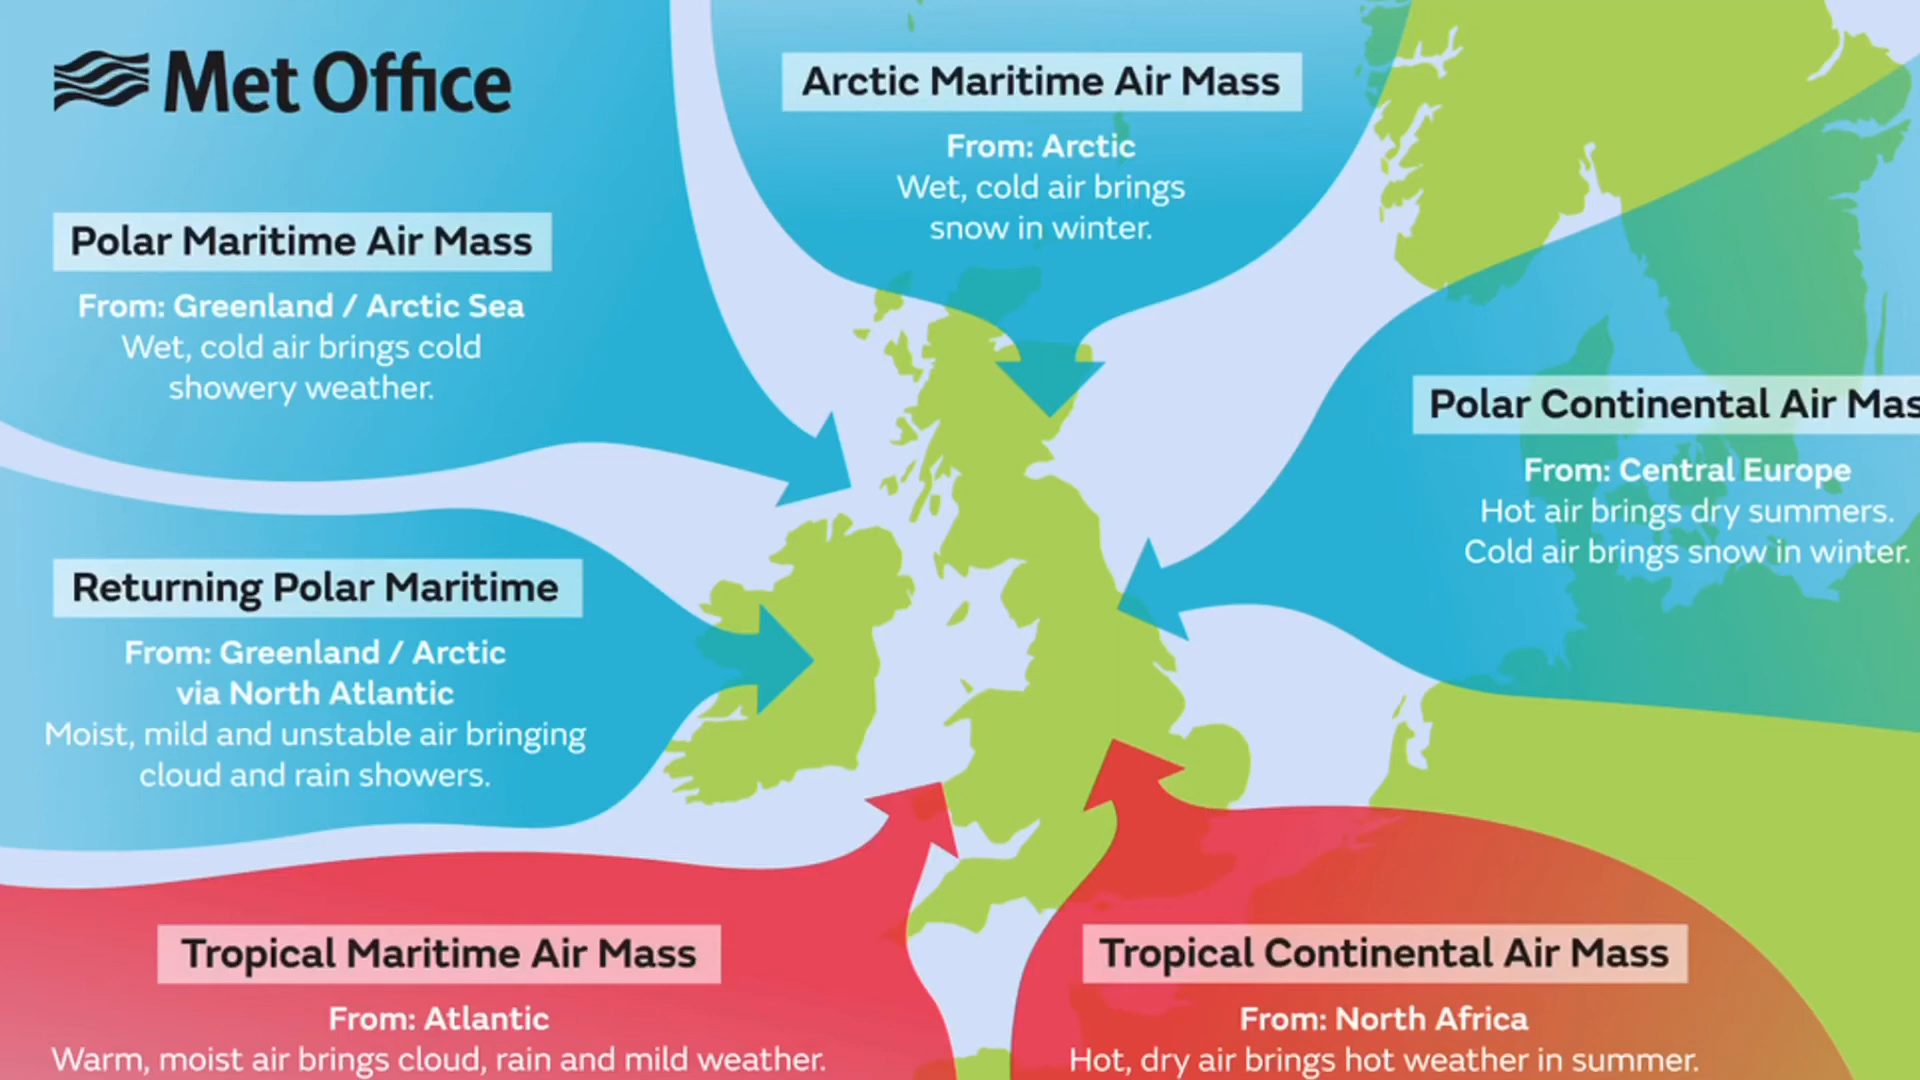 Met Office
Arctic Maritime Air Mass
From: Arctic
Wet, cold air brings
snow in winter.
Polar Maritime Air Mass
From: Greenland / Arctic Sea
Wet, cold air brings cold
showery weather.
Polar Continental Air Mas
From: Central Europe
Hot air brings dry summers.
Cold air brings snow in winter.
Returning Polar Maritime
From: Greenland / Arctic
via North Atlantic
Moist, mild and unstable air bringing
cloud and rain showers.
Tropical Maritime Air Mass
From: Atlantic
Warm, moist air brings cloud, rain and mild weather.
Tropical Continental Air Mass
From: North Africa
Hot, dry air brings hot weather in summer.